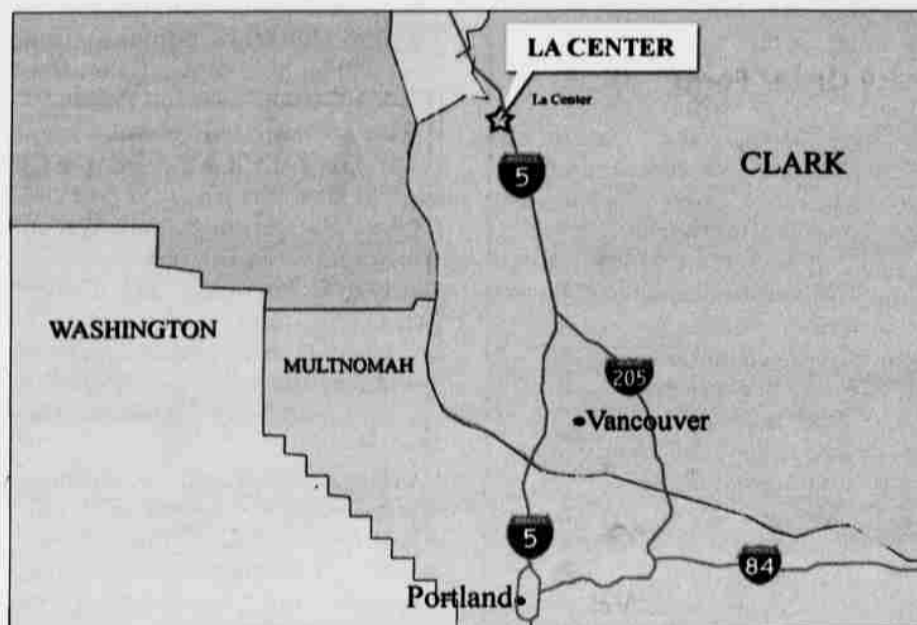 LA CENTER
La Center
5
CLARK
WASHINGTON
MULTNOMAH
205
Vancouver
5
84
Portland